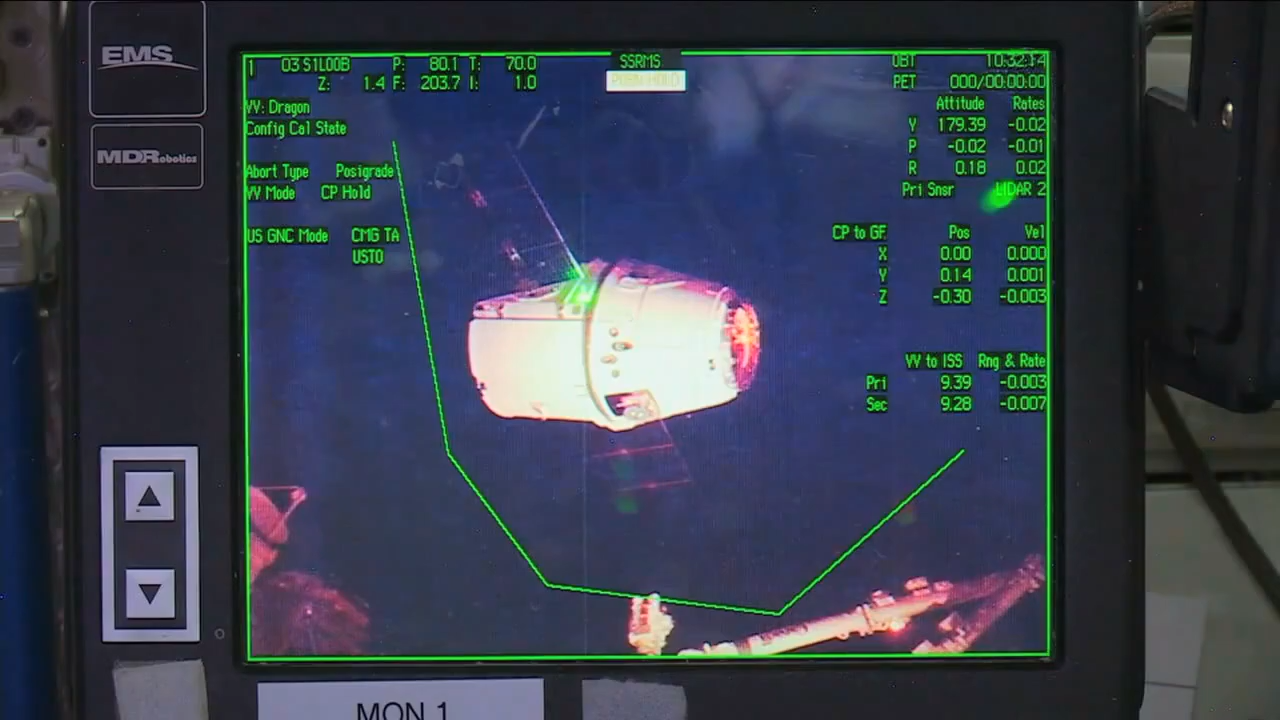 EMS
MDRobotics
1 03 S1LOOB P: 80.1 T: 70.0
Z: 1.4 F: 203.7 I: 1.0
SSRMS
POSN HOLD
VV: Dragon
Config Cal State
Abort Type Posigrade
VV Mode CP Hold
US GNC Mode CMG TA
USTO
OBT 10:32:14
PET 000/00:00:00
Attitude Rates
Y 179.39 -0.02
P -0.02 -0.01
R 0.18 0.02
Pri Snsr LIDAR 2
CP to GF Pos Vel
X 0.00 0.000
Y 0.14 0.001
Z -0.30 -0.003
VV to ISS Rng & Rate
Pri 9.39 -0.003
Sec 9.28 -0.007
MON 1